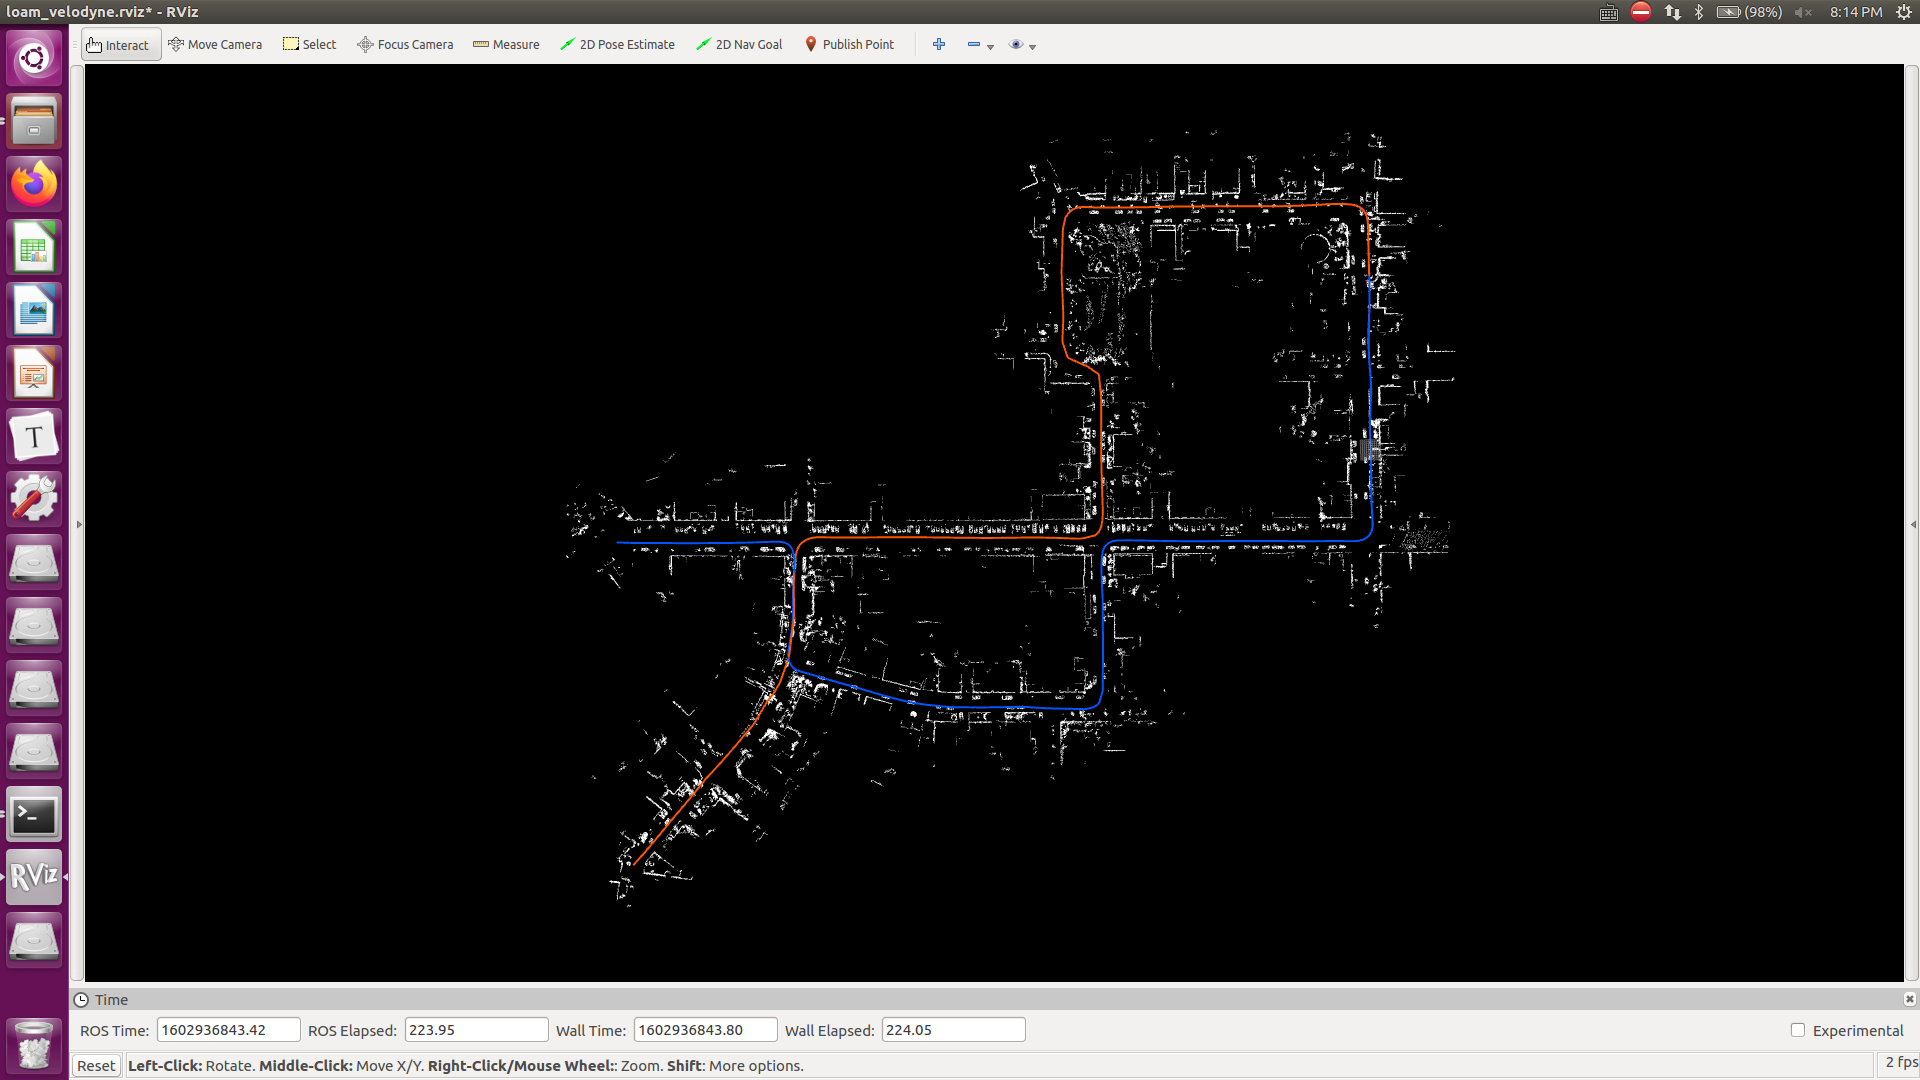 loam_velodyne.rviz* - RViz
(98%)
8:14 PM
Interact
Move Camera
Select
Focus Camera
Measure
2D Pose Estimate
2D Nav Goal
Publish Point
T
>_
RViz
Time
ROS Time: 1602936843.42 ROS Elapsed: 223.95 Wall Time: 1602936843.80 Wall Elapsed: 224.05 Experimental
Reset Left-Click: Rotate. Middle-Click: Move X/Y. Right-Click/Mouse Wheel:: Zoom. Shift: More options. 2 fps